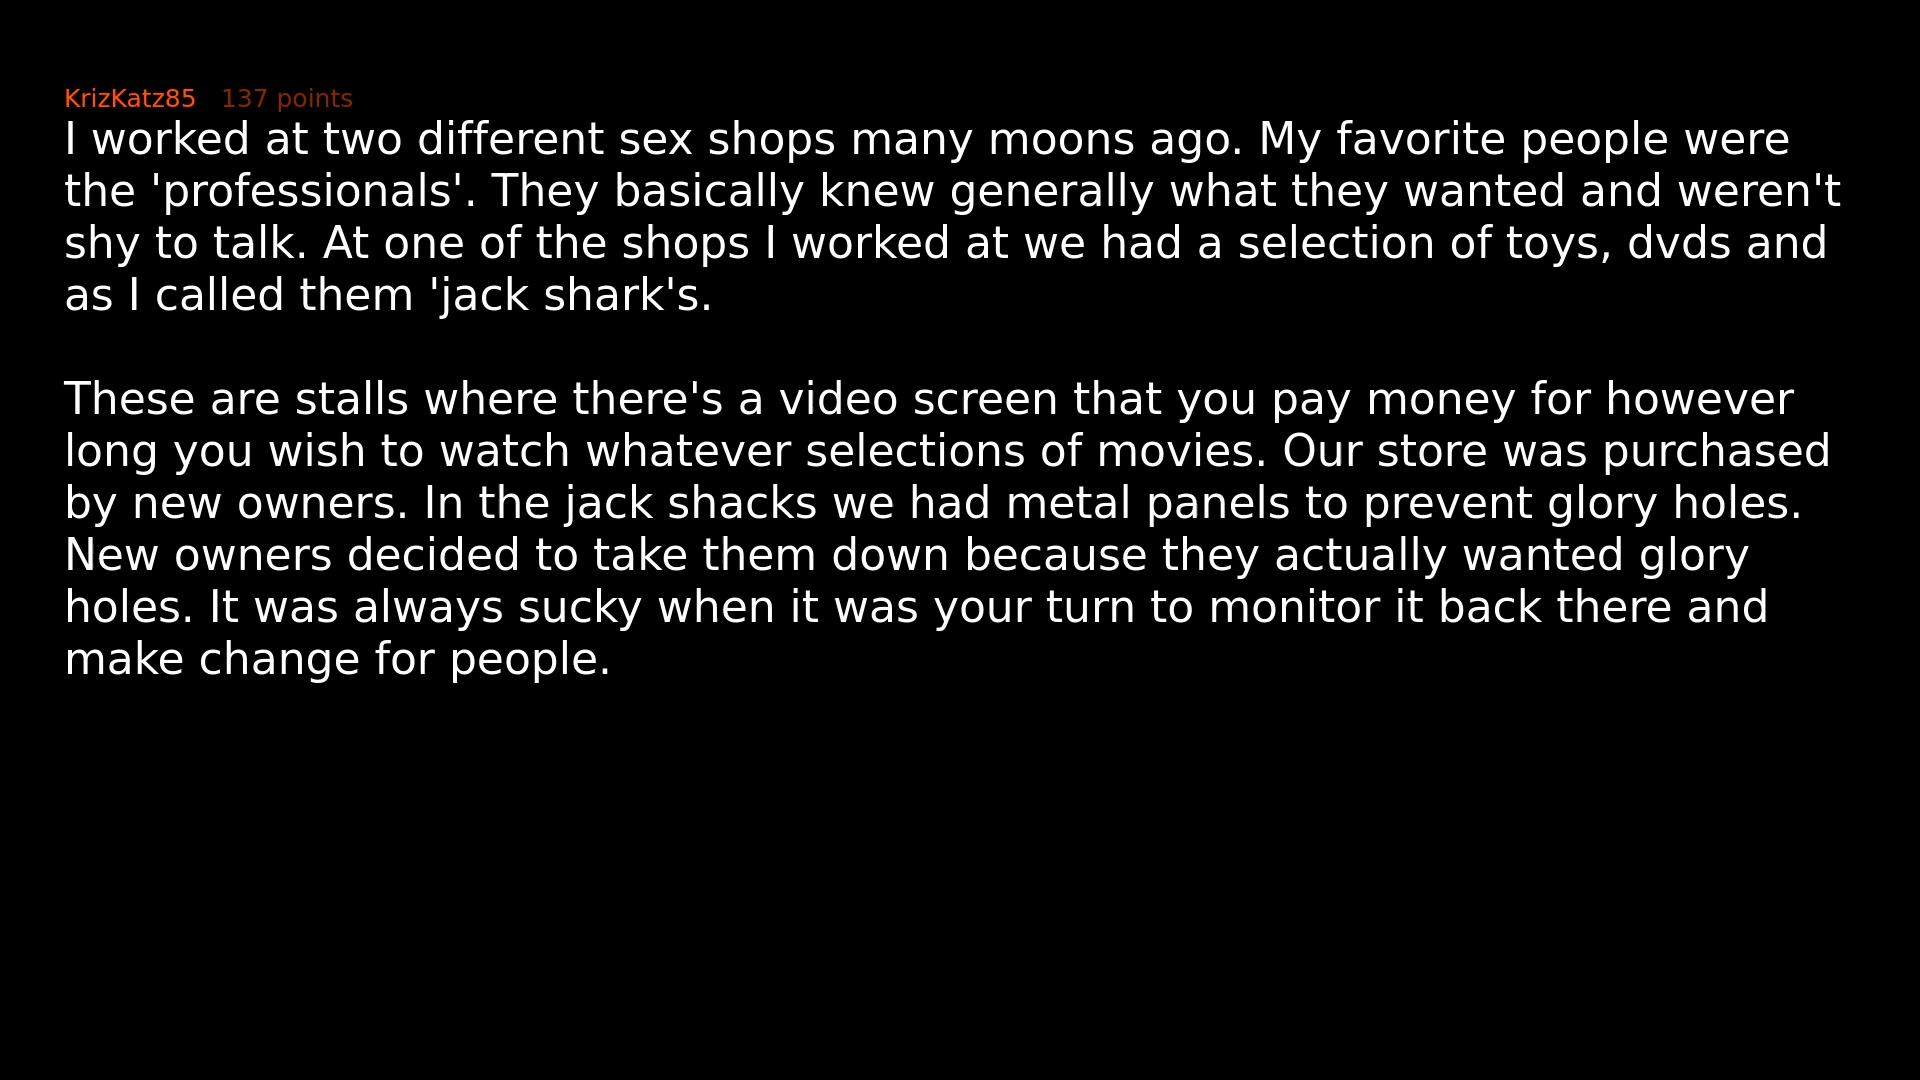 KrizKatz85 137 points
I worked at two different sex shops many moons ago. My favorite people were
the 'professionals'. They basically knew generally what they wanted and weren't
shy to talk. At one of the shops I worked at we had a selection of toys, dvds and
as I called them 'jack shark's.
These are stalls where there's a video screen that you pay money for however
long you wish to watch whatever selections of movies. Our store was purchased
by new owners. In the jack shacks we had metal panels to prevent glory holes.
New owners decided to take them down because they actually wanted glory
holes. It was always sucky when it was your turn to monitor it back there and
make change for people.